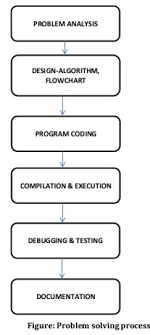 PROBLEM ANALYSIS
DESIGN-ALGORITHM,
FLOWCHART
PROGRAM CODING
COMPILATION & EXECUTION
DEBUGGING & TESTING
DOCUMENTATION
Figure: Problem solving process